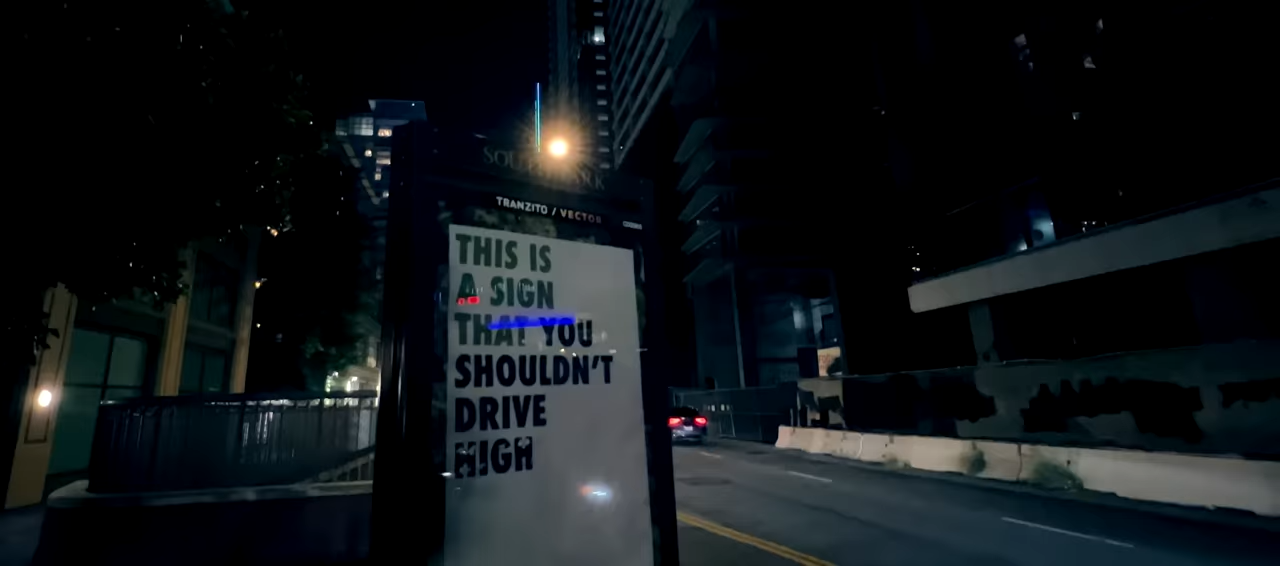 TRANZITO / VECTOR
THIS IS
A SIGN
THAT YOU
SHOULDN'T
DRIVE
HIGH